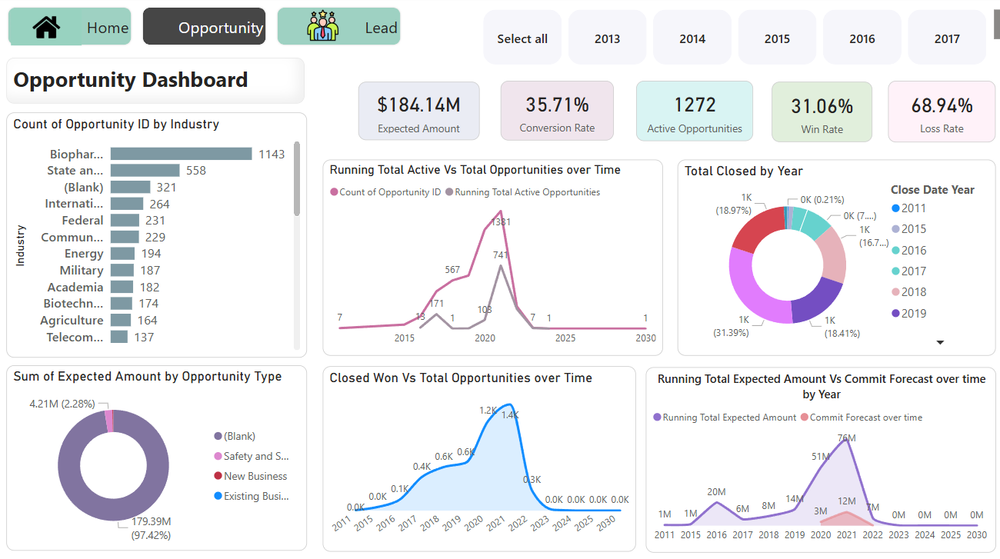 Home
Opportunity
Lead
Select all
2013
2014
2015
2016
2017
Opportunity Dashboard
$184.14M
Expected Amount
35.71%
Conversion Rate
1272
Active Opportunities
31.06%
Win Rate
68.94%
Loss Rate
Count of Opportunity ID by Industry
Industry
Biophar... 1143
State an... 558
(Blank) 321
Internati... 264
Federal 231
Commun... 229
Energy 194
Military 187
Academia 182
Biotechn... 174
Agriculture 164
Telecom... 137
Running Total Active Vs Total Opportunities over Time
Count of Opportunity ID Running Total Active Opportunities
1381
741
567
171
103
7
13
1
7
1
1
2015 2020 2025 2030
Total Closed by Year
1K
(18.97%)
0K (0.21%)
0K (7....)
1K
(16.7...)
1K
(18.41%)
1K
(31.39%)
Close Date Year
2011
2015
2016
2017
2018
2019
Sum of Expected Amount by Opportunity Type
4.21M (2.28%)
179.39M
(97.42%)
(Blank)
Safety and S...
New Business
Existing Busi...
Closed Won Vs Total Opportunities over Time
0.0K
0.0K
0.1K
0.4K
0.6K
0.6K
1.2K
1.4K
0.3K
0.0K
0.0K
0.0K
0.0K
2011 2015 2016 2017 2018 2019 2020 2021 2022 2023 2024 2025 2030
Running Total Expected Amount Vs Commit Forecast over time
by Year
Running Total Expected Amount Commit Forecast over time
1M
1M
20M
6M
8M
14M
51M
76M
7M
0M
0M
0M
0M
3M
12M
2011 2015 2016 2017 2018 2019 2020 2021 2022 2023 2024 2025 2030